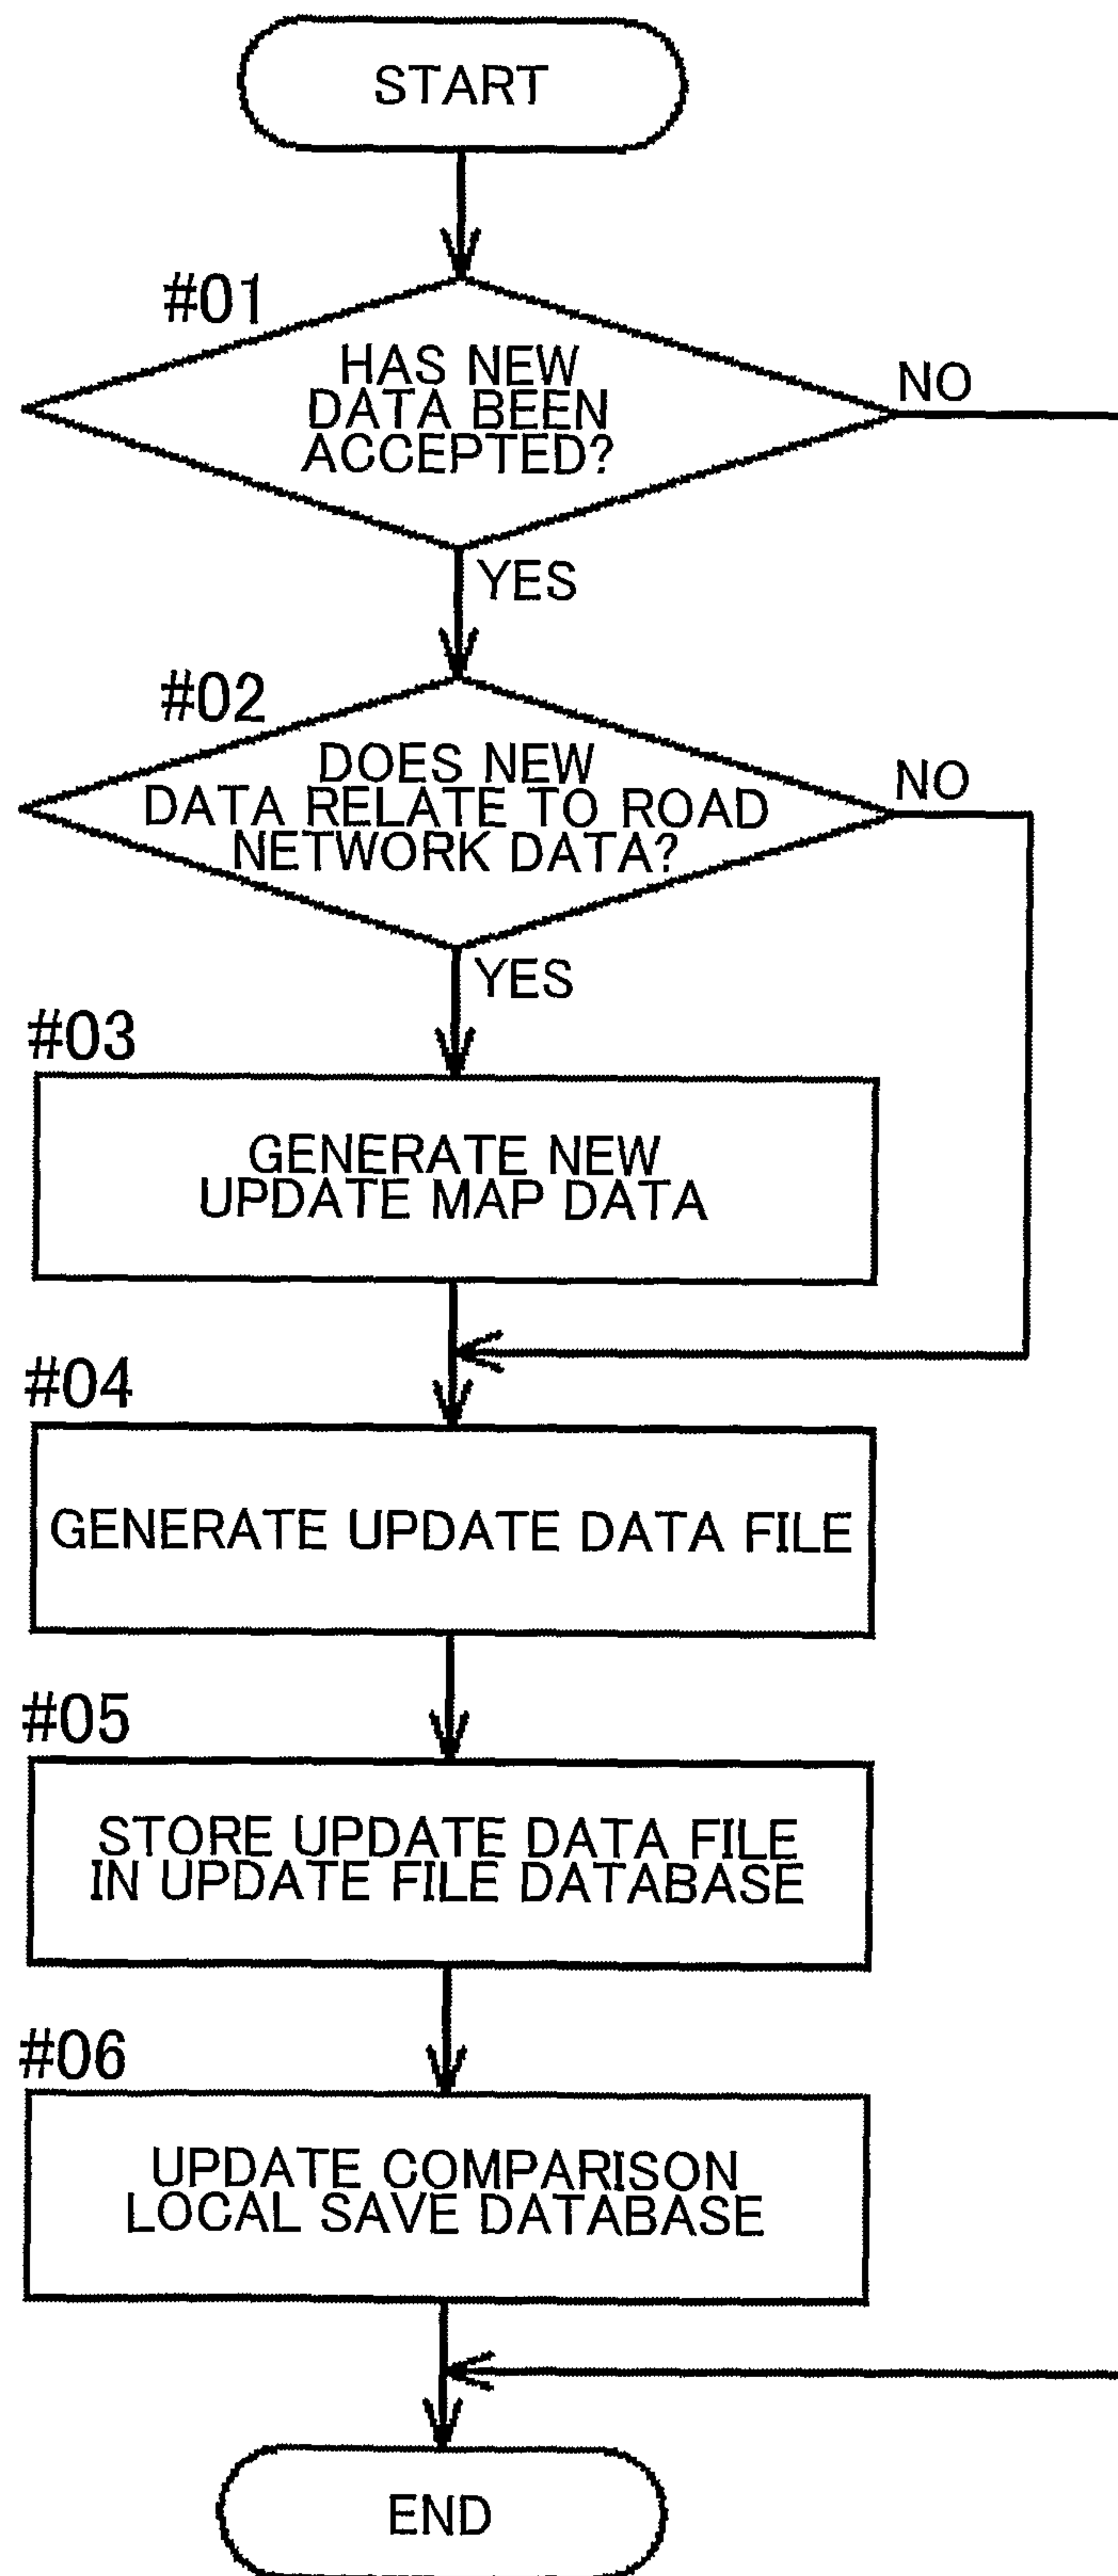 START
#01
HAS NEW
DATA BEEN
ACCEPTED?
NO
YES
#02
DOES NEW
DATA RELATE TO ROAD
NETWORK DATA?
NO
YES
#03
GENERATE NEW
UPDATE MAP DATA
#04
GENERATE UPDATE DATA FILE
#05
STORE UPDATE DATA FILE
IN UPDATE FILE DATABASE
#06
UPDATE COMPARISON
LOCAL SAVE DATABASE
END